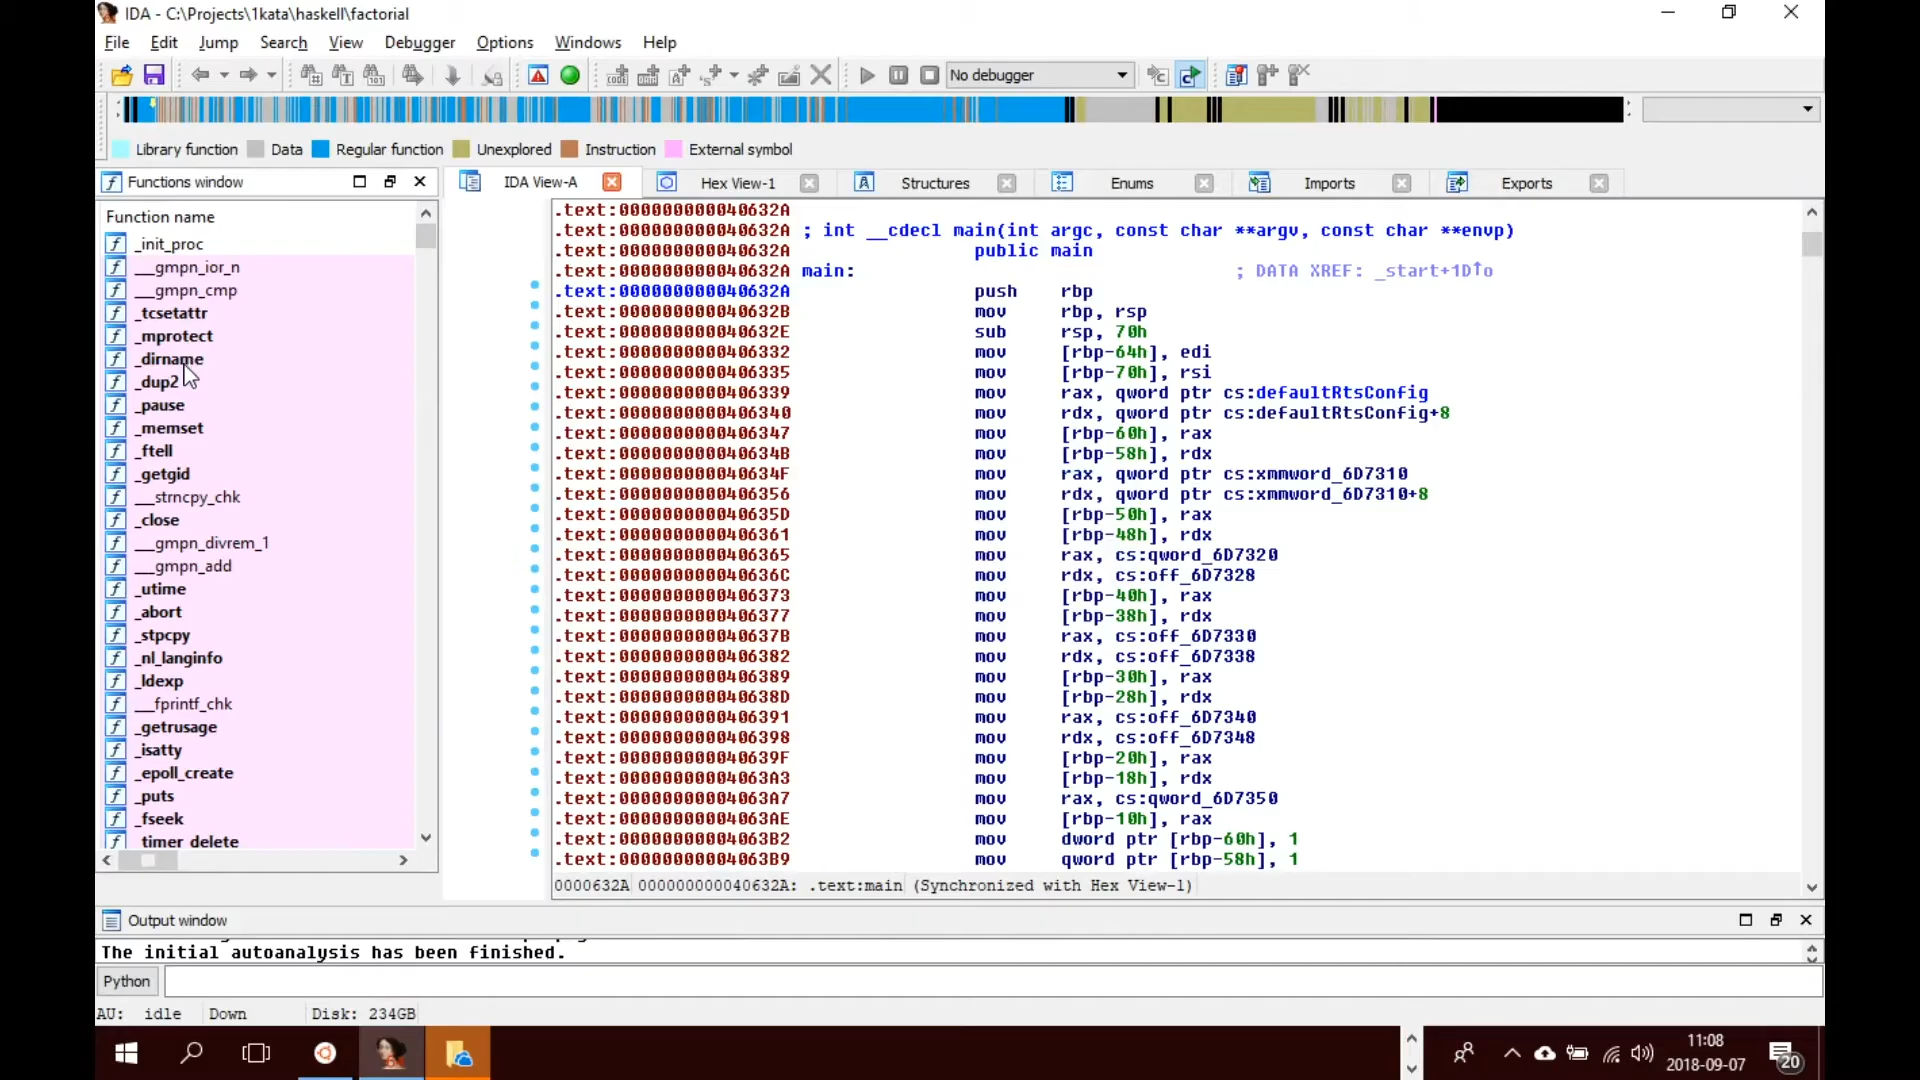 IDA - C:\Projects\1kata\haskell\factorial
File Edit Jump Search View Debugger Options Windows Help
No debugger
Library function Data Regular function Unexplored Instruction External symbol
Functions window
IDA View-A Hex View-1 Structures Enums Imports Exports
Function name
_init_proc
___gmpn_ior_n
___gmpn_cmp
_tcsetattr
_mprotect
_dirname
_dup2
_pause
_memset
_ftell
_getgid
___strncpy_chk
_close
___gmpn_divrem_1
___gmpn_add
_utime
_abort
_stpcpy
_nl_langinfo
_ldexp
___fprintf_chk
_getrusage
_isatty
_epoll_create
_puts
_fseek
_timer_delete
.text:000000000040632A
.text:000000000040632A ; int __cdecl main(int argc, const char **argv, const char **envp)
.text:000000000040632A public main
.text:000000000040632A main: ; DATA XREF: _start+1D↑o
.text:000000000040632A push rbp
.text:000000000040632B mov rbp, rsp
.text:000000000040632E sub rsp, 70h
.text:0000000000406332 mov [rbp-64h], edi
.text:0000000000406335 mov [rbp-70h], rsi
.text:0000000000406339 mov rax, qword ptr cs:defaultRtsConfig
.text:0000000000406340 mov rdx, qword ptr cs:defaultRtsConfig+8
.text:0000000000406347 mov [rbp-60h], rax
.text:000000000040634B mov [rbp-58h], rdx
.text:000000000040634F mov rax, qword ptr cs:xmmword_6D7310
.text:0000000000406356 mov rdx, qword ptr cs:xmmword_6D7310+8
.text:000000000040635D mov [rbp-50h], rax
.text:0000000000406361 mov [rbp-48h], rdx
.text:0000000000406365 mov rax, cs:qword_6D7320
.text:000000000040636C mov rdx, cs:off_6D7328
.text:0000000000406373 mov [rbp-40h], rax
.text:0000000000406377 mov [rbp-38h], rdx
.text:000000000040637B mov rax, cs:off_6D7330
.text:0000000000406382 mov rdx, cs:off_6D7338
.text:0000000000406389 mov [rbp-30h], rax
.text:000000000040638D mov [rbp-28h], rdx
.text:0000000000406391 mov rax, cs:off_6D7340
.text:0000000000406398 mov rdx, cs:off_6D7348
.text:000000000040639F mov [rbp-20h], rax
.text:00000000004063A3 mov [rbp-18h], rdx
.text:00000000004063A7 mov rax, cs:qword_6D7350
.text:00000000004063AE mov [rbp-10h], rax
.text:00000000004063B2 mov dword ptr [rbp-60h], 1
.text:00000000004063B9 mov qword ptr [rbp-58h], 1
0000632A 000000000040632A: .text:main (Synchronized with Hex View-1)
Output window
The initial autoanalysis has been finished.
Python
AU: idle Down Disk: 234GB
11:08
2018-09-07
20